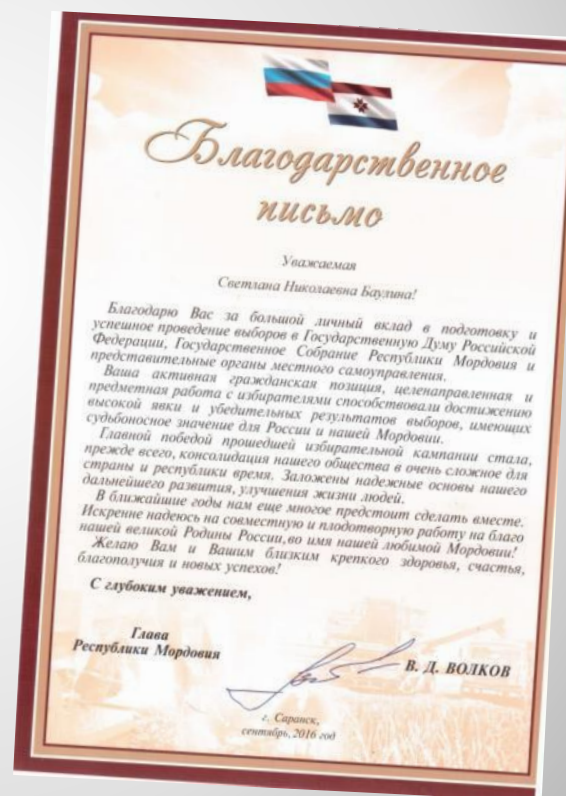 Благодарственное
письмо
Уважаемая
Светлана Николаевна Баулина!
Благодарю Вас за большой личный вклад в подготовку и
успешное проведение выборов в Государственную Думу Российской
Федерации, Государственное Собрание Республики Мордовия и
представительные органы местного самоуправления.
Ваша активная гражданская позиция, целенаправленная и
предметная работа с избирателями способствовали достижению
высокой явки и убедительных результатов выборов, имеющих
судьбоносное значение для России и нашей Мордовии.
Главной победой прошедшей избирательной кампании стала,
прежде всего, консолидация нашего общества в очень сложное для
страны и республики время. Заложены надежные основы нашего
дальнейшего развития, улучшения жизни людей.
В ближайшие годы нам еще многое предстоит сделать вместе.
Искренне надеюсь на совместную и плодотворную работу на благо
нашей великой Родины России, во имя нашей любимой Мордовии!
Желаю Вам и Вашим близким крепкого здоровья, счастья,
благополучия и новых успехов!
С глубоким уважением,
Глава
Республики Мордовия
В. Д. ВОЛКОВ
г. Саранск,
сентябрь, 2016 год